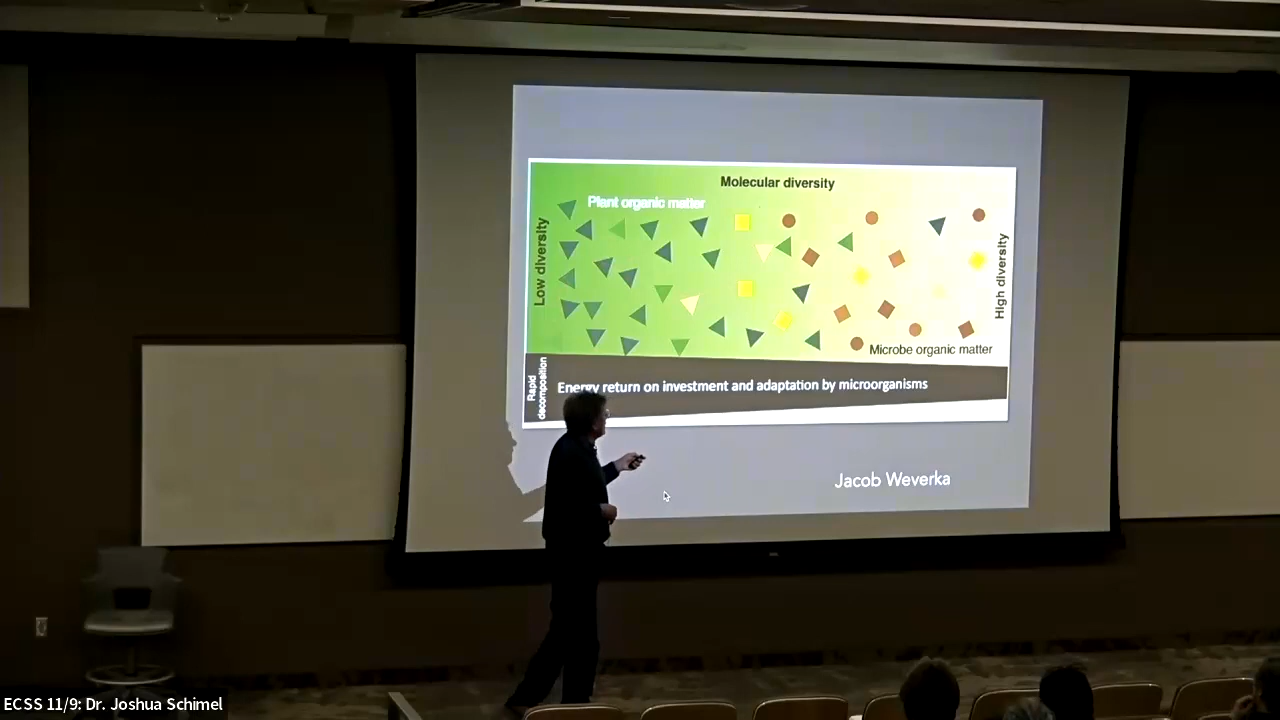 Molecular diversity
Plant organic matter
Low diversity
High diversity
Microbe organic matter
Rapid
decomposition
Energy return on investment and adaptation by microorganisms
Jacob Weverka
ECSS 11/9: Dr. Joshua Schimel